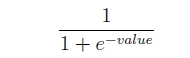 1
1 + e^{-value}